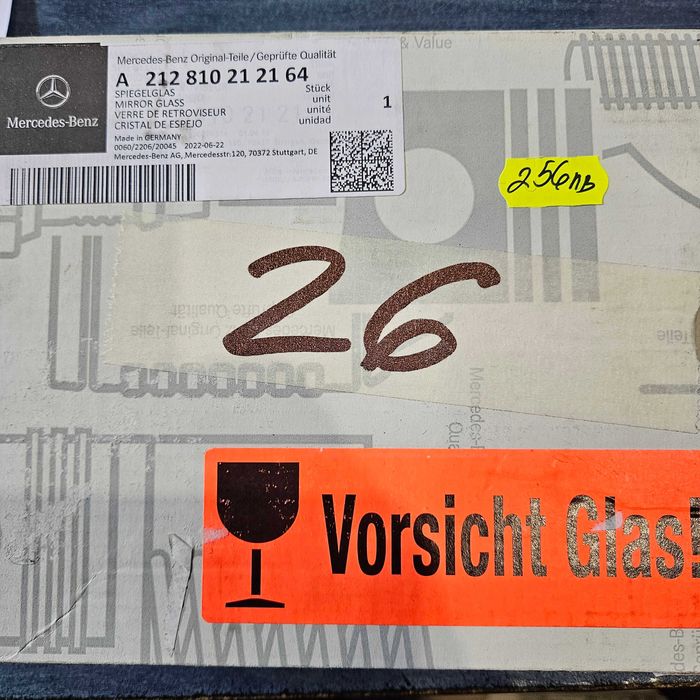 & Value
Mercedes-Benz Original-Teile/Geprüfte Qualität
A 212 810 21 21 64
SPIEGELGLAS Stück
MIRROR GLASS unit 1
VERRE DE RETROVISEUR unité
CRISTAL DE ESPEJO unidad
Made in GERMANY
0060/2206/20045 2022-06-22
Mercedes-Benz AG, Mercedesstr.120, 70372 Stuttgart, DE
Mercedes-Benz
256пв
26
Vorsicht Glas!